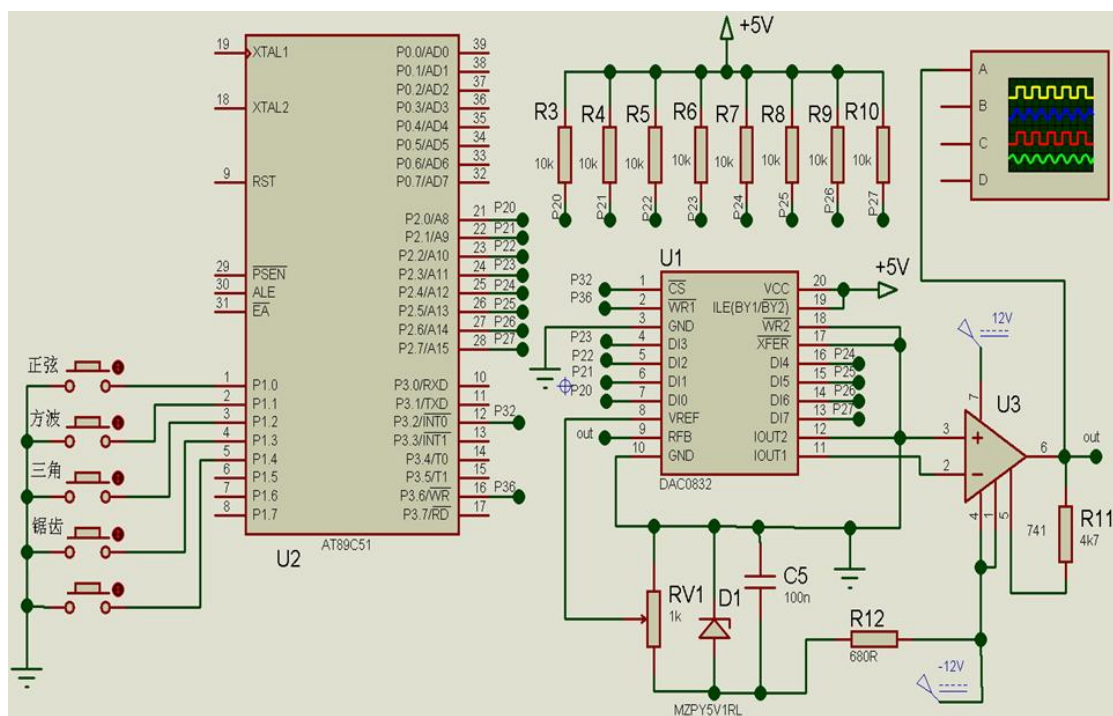 19
XTAL1
18
XTAL2
9
RST
29
PSEN
30
ALE
31
EA
1
P1.0
2
P1.1
3
P1.2
4
P1.3
5
P1.4
6
P1.5
7
P1.6
8
P1.7
P0.0/AD0
39
P0.1/AD1
38
P0.2/AD2
37
P0.3/AD3
36
P0.4/AD4
35
P0.5/AD5
34
P0.6/AD6
33
P0.7/AD7
32
P2.0/A8
21
P20
P2.1/A9
22
P21
P2.2/A10
23
P22
P2.3/A11
24
P23
P2.4/A12
25
P24
P2.5/A13
26
P25
P2.6/A14
27
P26
P2.7/A15
28
P27
P3.0/RXD
10
P3.1/TXD
11
P3.2/INT0
12
P32
P3.3/INT1
13
P3.4/T0
14
P3.5/T1
15
P3.6/WR
16
P36
P3.7/RD
17
U2
AT89C51
正弦
方波
三角
锯齿
+5V
R3
R4
R5
R6
R7
R8
R9
R10
10k
10k
10k
10k
10k
10k
10k
10k
P20
P21
P22
P23
P24
P25
P26
P27
A
B
C
D
U1
+5V
P32
1
CS
P36
2
WR1
3
GND
P23
4
DI3
P22
5
DI2
P21
6
DI1
P20
7
DI0
8
VREF
out
9
RFB
10
GND
VCC
20
ILE(BY1/BY2)
19
WR2
18
XFER
17
DI4
16
P24
DI5
15
P25
DI6
14
P26
DI7
13
P27
IOUT2
12
IOUT1
11
DAC0832
12V
U3
7
3
2
6
out
4
1
5
741
R11
4k7
RV1
1k
D1
MZPY5V1RL
C5
100n
R12
680R
-12V